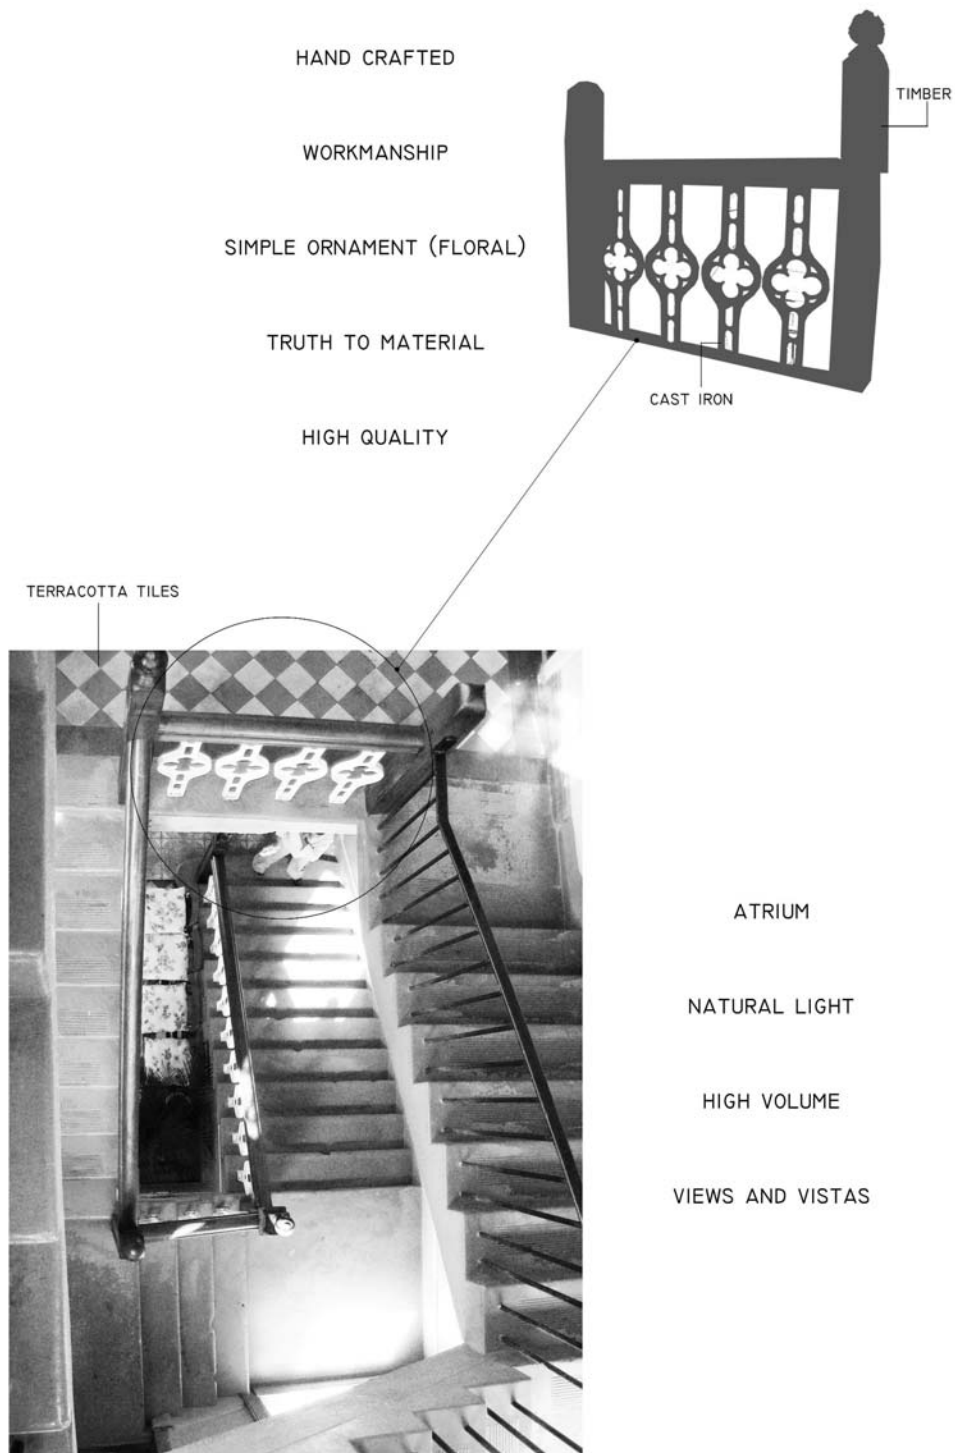 HAND CRAFTED
TIMBER
WORKMANSHIP
SIMPLE ORNAMENT (FLORAL)
TRUTH TO MATERIAL
CAST IRON
HIGH QUALITY
TERRACOTTA TILES
ATRIUM
NATURAL LIGHT
HIGH VOLUME
VIEWS AND VISTAS